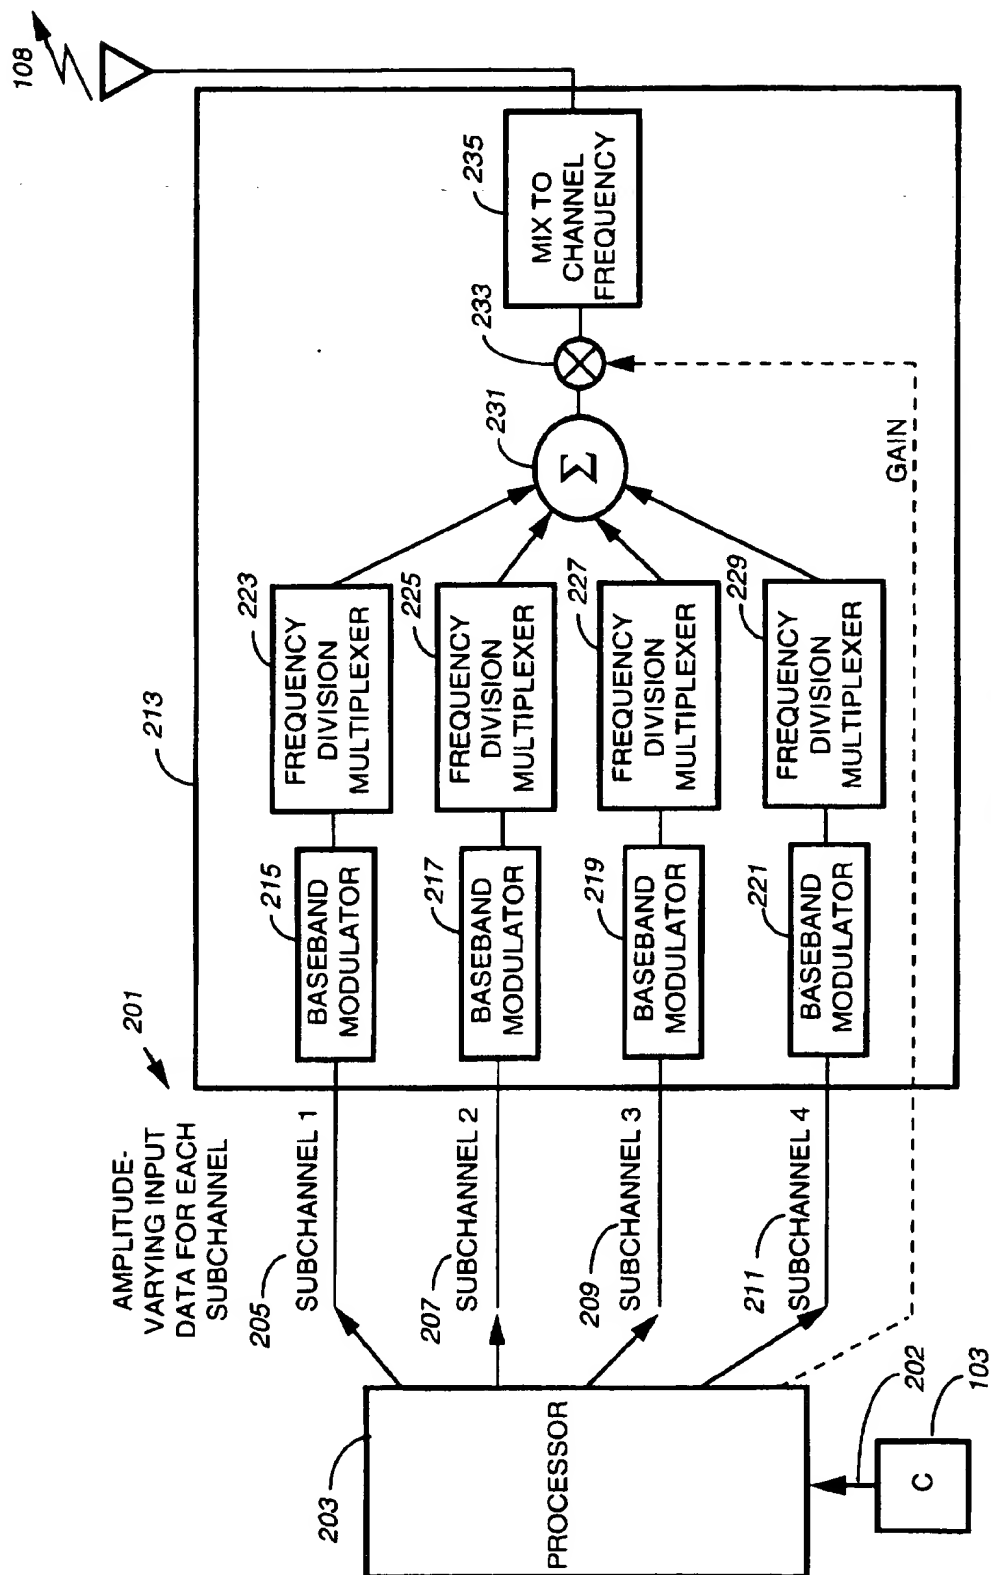 201
AMPLITUDE-
VARYING INPUT
DATA FOR EACH
SUBCHANNEL
203
PROCESSOR
202
C
103
205
SUBCHANNEL 1
207
SUBCHANNEL 2
209
SUBCHANNEL 3
211
SUBCHANNEL 4
213
215
BASEBAND
MODULATOR
217
BASEBAND
MODULATOR
219
BASEBAND
MODULATOR
221
BASEBAND
MODULATOR
223
FREQUENCY
DIVISION
MULTIPLEXER
225
FREQUENCY
DIVISION
MULTIPLEXER
227
FREQUENCY
DIVISION
MULTIPLEXER
229
FREQUENCY
DIVISION
MULTIPLEXER
231
Σ
233
GAIN
235
MIX TO
CHANNEL
FREQUENCY
108